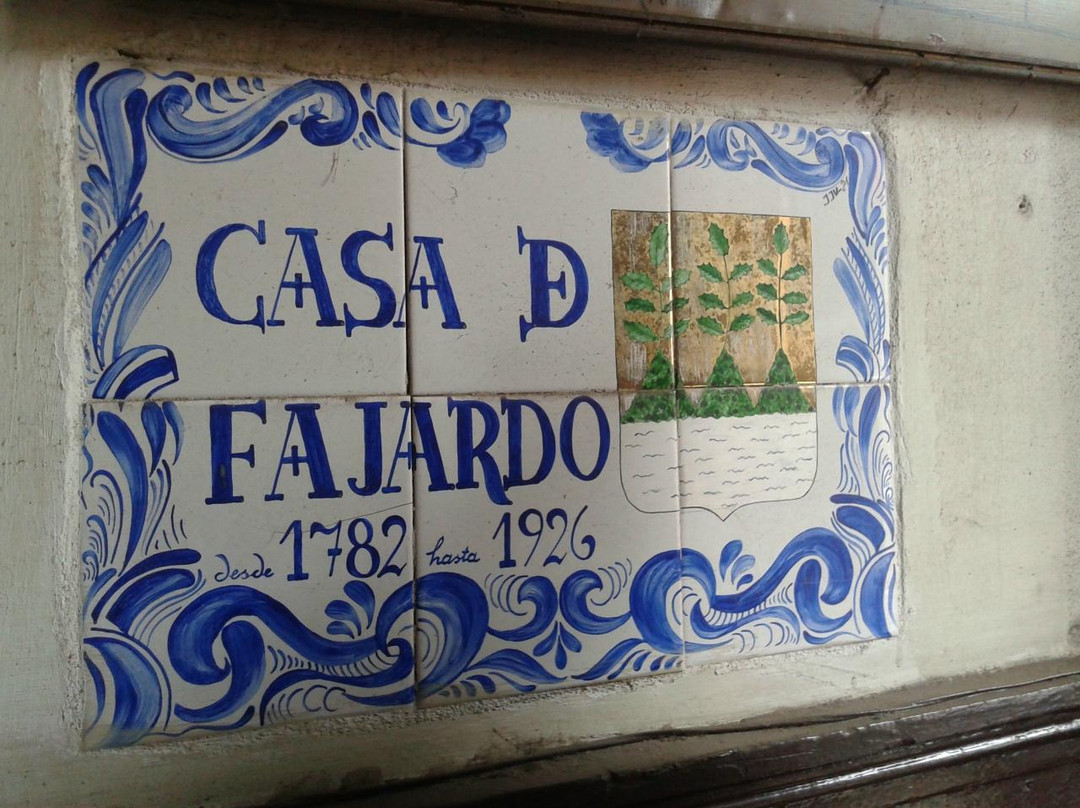 CASA DE
FAJARDO
desde 1782 hasta 1926